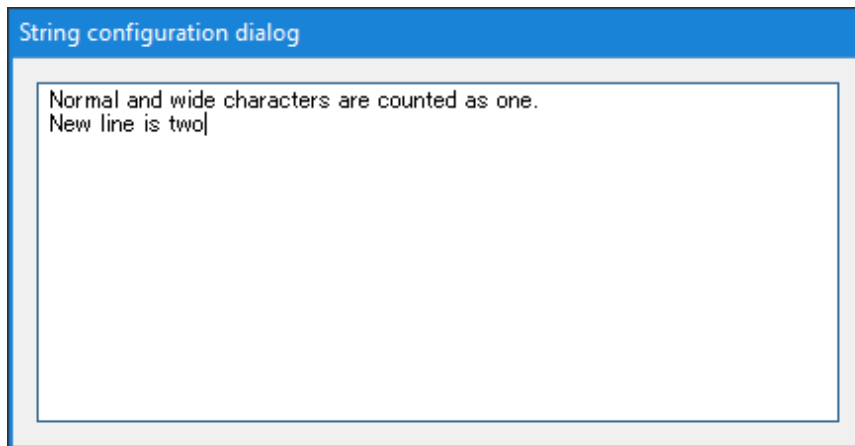 String configuration dialog
Normal and wide characters are counted as one.
New line is two